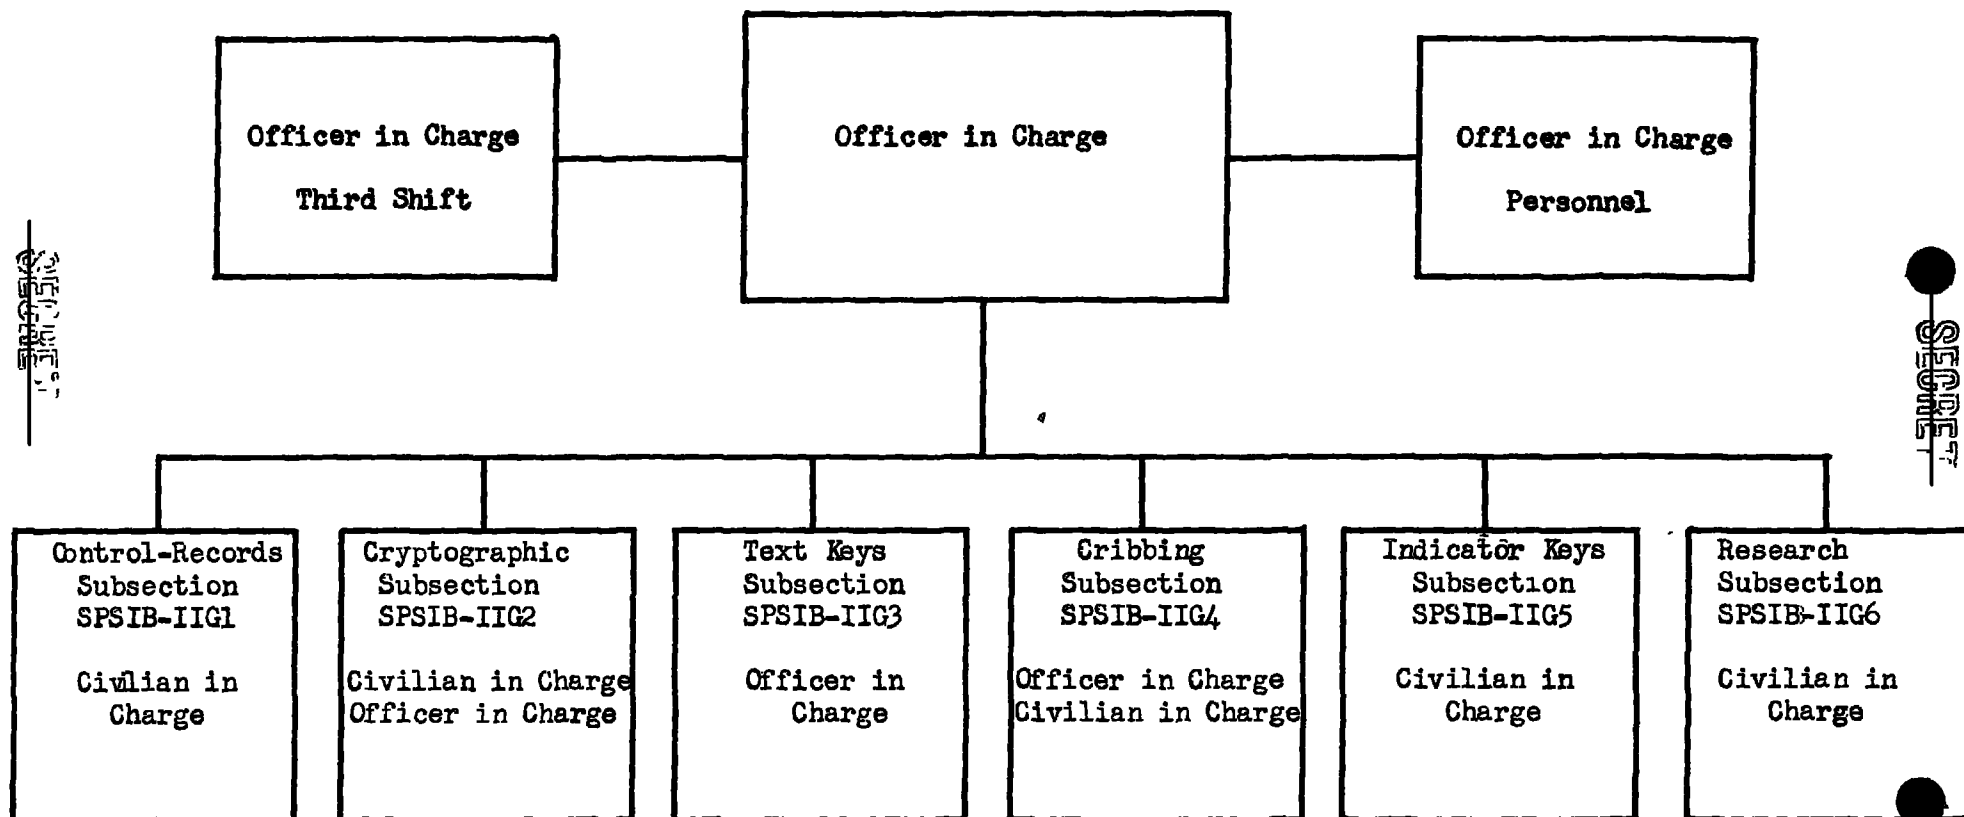 Officer in Charge
Third Shift
Officer in Charge
Officer in Charge
Personnel
SECRET
Control-Records
Subsection
SPSIB-IIG1
Civilian in
Charge
Cryptographic
Subsection
SPSIB-IIG2
Civilian in Charge
Officer in Charge
Text Keys
Subsection
SPSIB-IIG3
Officer in
Charge
Cribbing
Subsection
SPSIB-IIG4
Officer in Charge
Civilian in Charge
Indicator Keys
Subsection
SPSIB-IIG5
Civilian in
Charge
Research
Subsection
SPSIB-IIG6
Civilian in
Charge